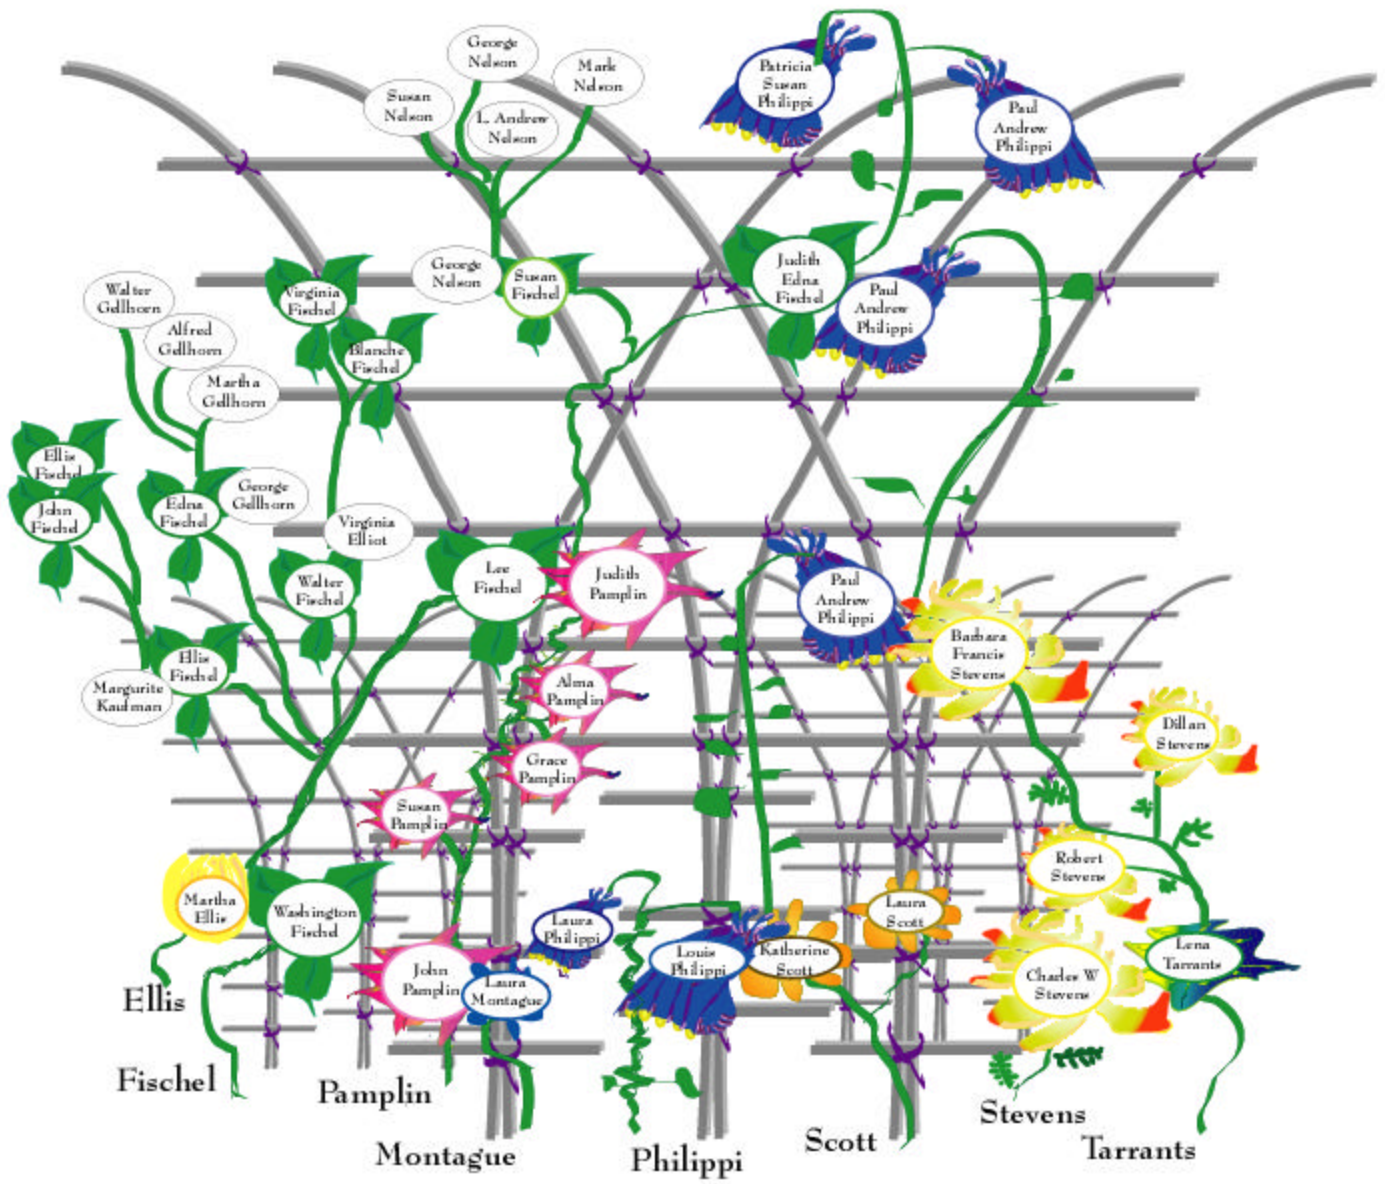 George
Nelson
Mark
Nelson
Susan
Nelson
L. Andrew
Nelson
Patricia
Susan
Philippi
Paul
Andrew
Philippi
George
Nelson
Susan
Fischel
Judith
Edna
Fischel
Paul
Andrew
Philippi
Walter
Gellhorn
Virginia
Fischel
Alfred
Gellhorn
Blanche
Fischel
Martha
Gellhorn
Ellis
Fischel
John
Fischel
Edna
Fischel
George
Gellhorn
Virginia
Elliot
Walter
Fischel
Lee
Fischel
Judith
Pamplin
Paul
Andrew
Philippi
Barbara
Francis
Stevens
Ellis
Fischel
Margurite
Kaufman
Alma
Pamplin
Dillan
Stevens
Grace
Pamplin
Susan
Pamplin
Robert
Stevens
Martha
Ellis
Washington
Fischel
Laura
Philippi
Laura
Scott
John
Pamplin
Laura
Montague
Louis
Philippi
Katherine
Scott
Charles W
Stevens
Lena
Tarrants
Ellis
Fischel
Pamplin
Montague
Philippi
Scott
Stevens
Tarrants